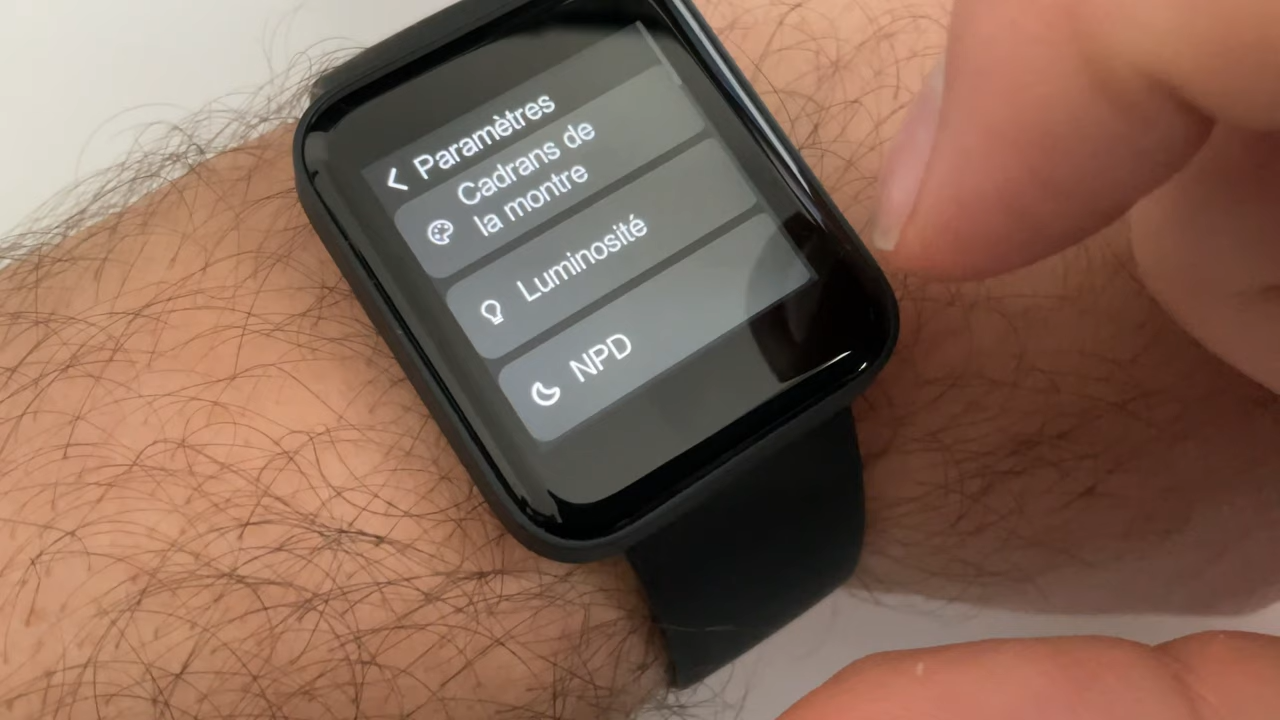 Paramètres
Cadrans de
la montre
Luminosité
NPD